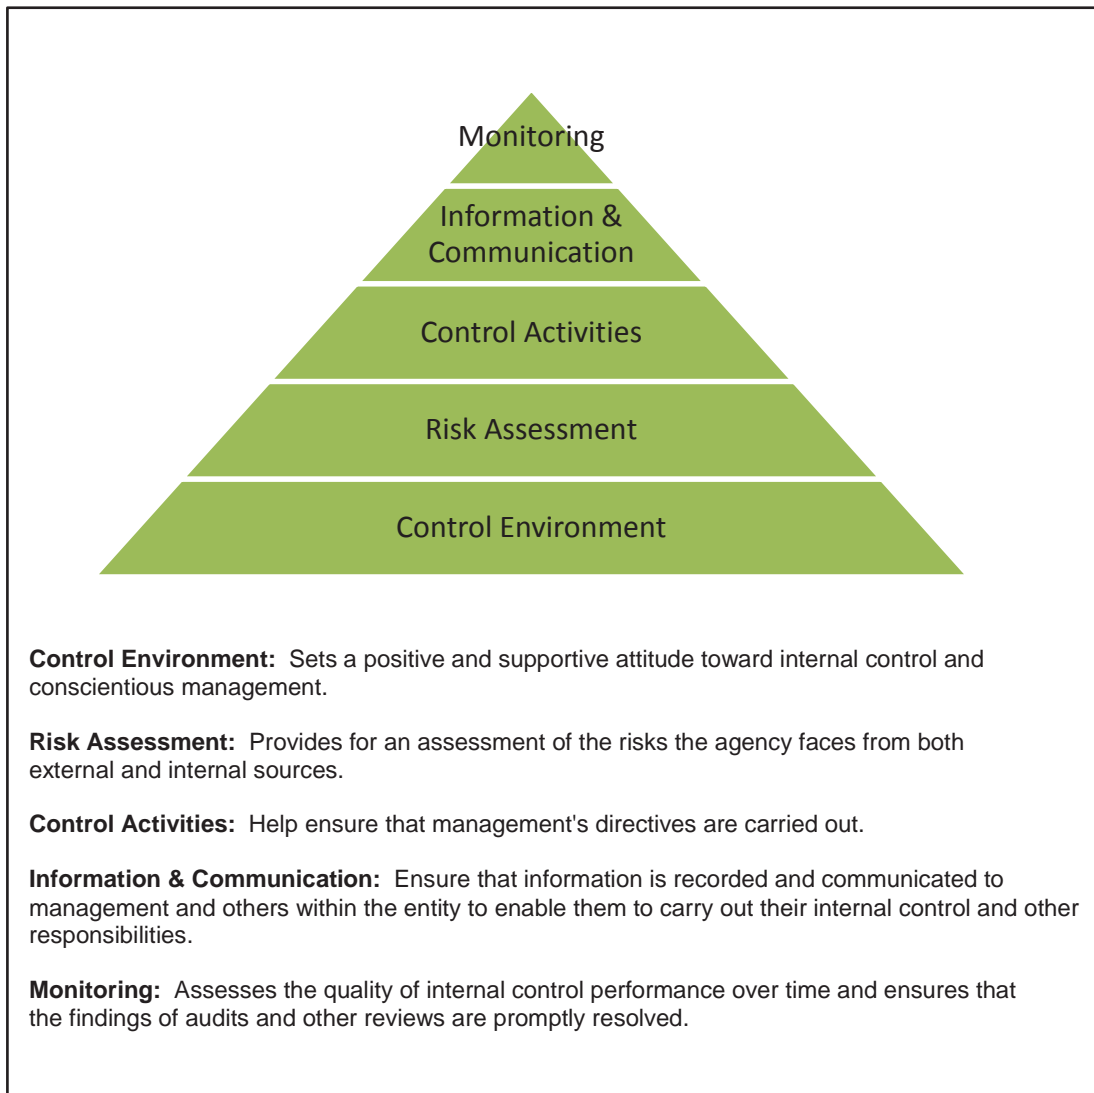 Monitoring
Information &
Communication
Control Activities
Risk Assessment
Control Environment
Control Environment:  Sets a positive and supportive attitude toward internal control and
conscientious management.
Risk Assessment:  Provides for an assessment of the risks the agency faces from both
external and internal sources.
Control Activities:  Help ensure that management's directives are carried out.
Information & Communication:  Ensure that information is recorded and communicated to
management and others within the entity to enable them to carry out their internal control and other
responsibilities.
Monitoring:  Assesses the quality of internal control performance over time and ensures that
the findings of audits and other reviews are promptly resolved.